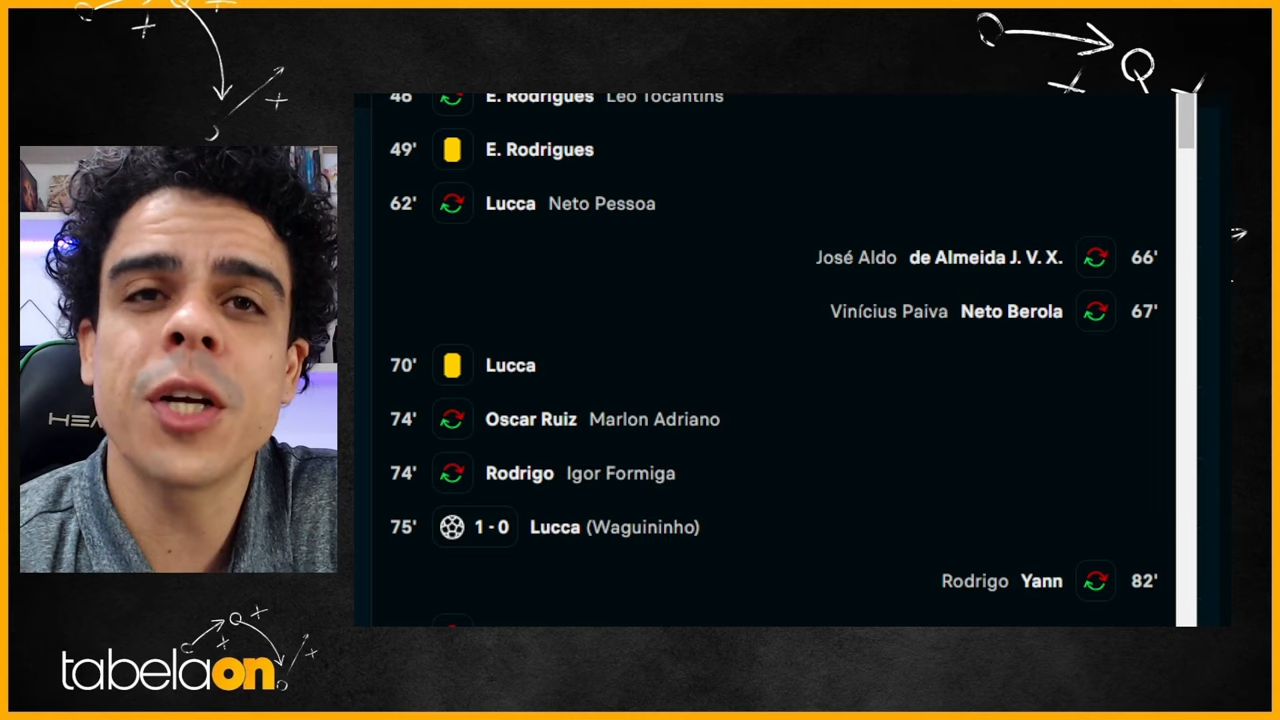 46' E. Rodrigues Léo Tocantins
49' E. Rodrigues
62' Lucca Neto Pessoa
José Aldo de Almeida J. V. X. 66'
Vinícius Paiva Neto Berola 67'
70' Lucca
74' Oscar Ruiz Marlon Adriano
74' Rodrigo Igor Formiga
75' 1 - 0 Lucca (Waguininho)
Rodrigo Yann 82'
tabelaon